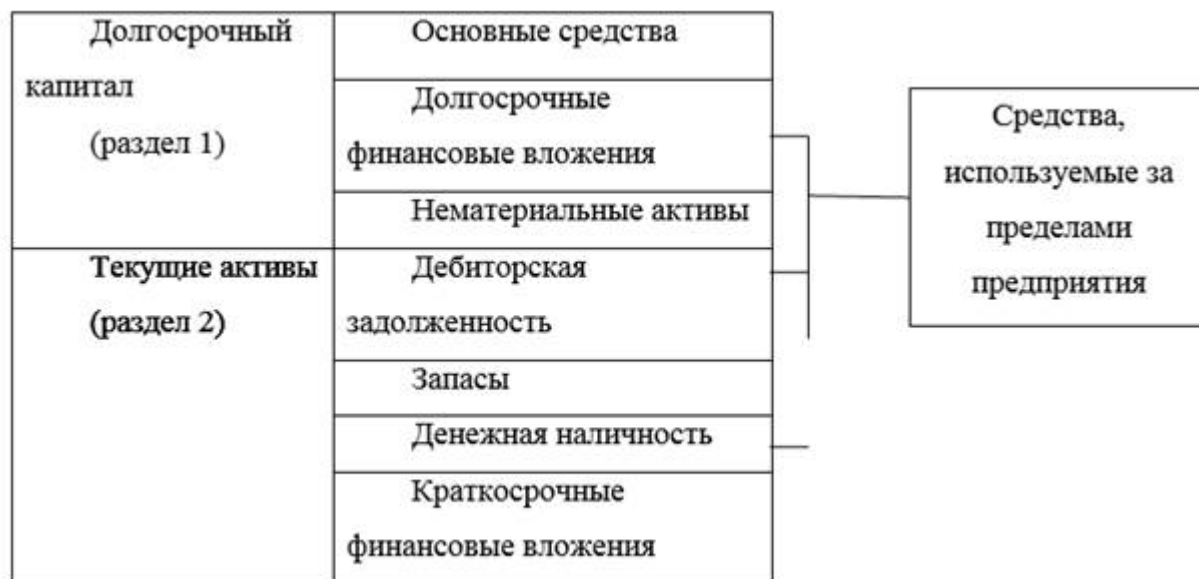 Долгосрочный
капитал
(раздел 1)
Основные средства
Долгосрочные
финансовые вложения
Нематериальные активы
Текущие активы
(раздел 2)
Дебиторская
задолженность
Запасы
Денежная наличность
Краткосрочные
финансовые вложения
Средства,
используемые за
пределами
предприятия